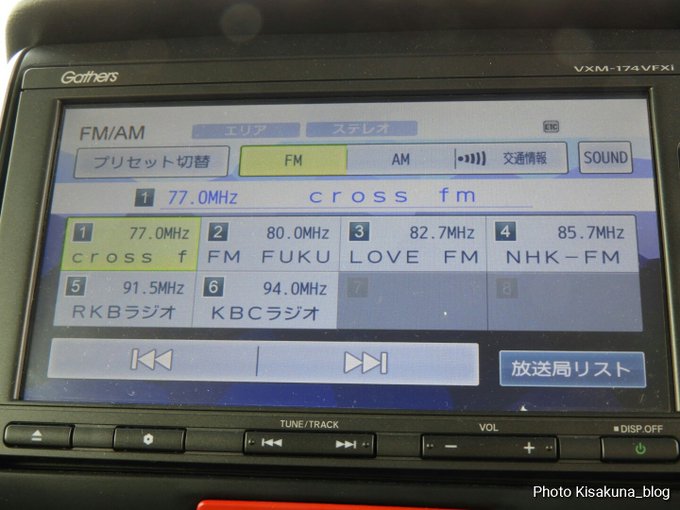 Gathers
VXM-174VFXi
FM/AM
エリア
ステレオ
ETC
プリセット切替
FM
AM
交通情報
SOUND
1 77.0MHz cross fm
1 77.0MHz
cross f
2 80.0MHz
FM FUKU
3 82.7MHz
LOVE FM
4 85.7MHz
NHK-FM
5 91.5MHz
RKBラジオ
6 94.0MHz
KBCラジオ
7
8
放送局リスト
TUNE/TRACK
VOL
DISP.OFF
Photo Kisakuna_blog